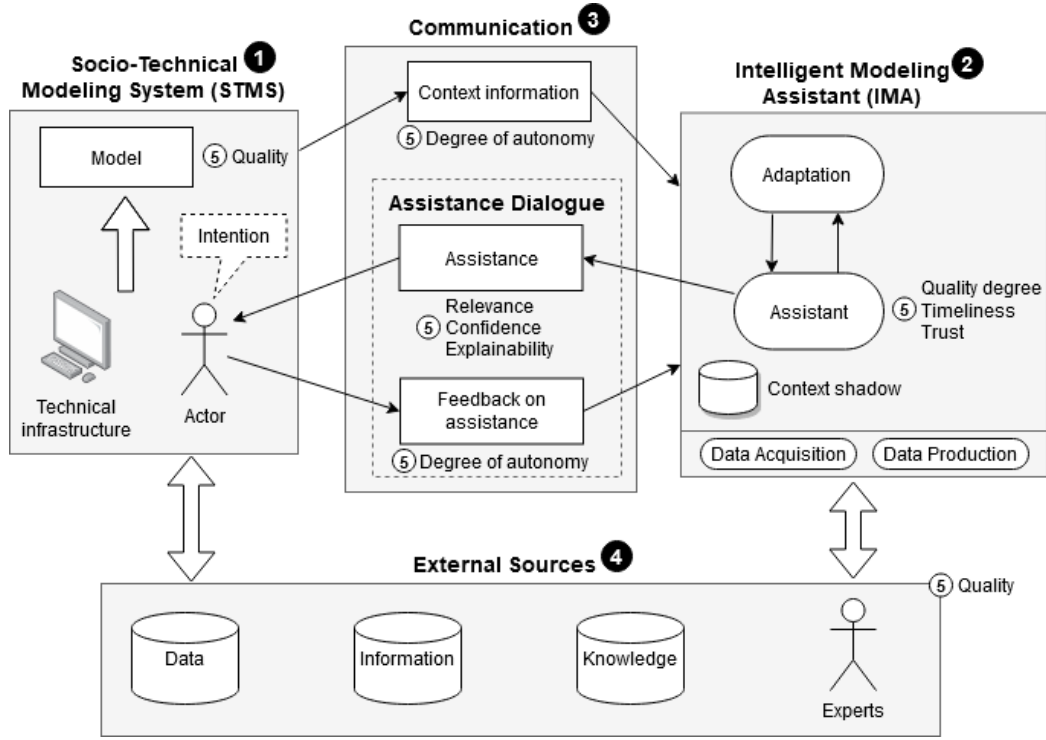 Communication 3
Socio-Technical 1
Modeling System (STMS)
Model
5 Quality
Intention
Technical
infrastructure
Actor
Context information
5 Degree of autonomy
Assistance Dialogue
Assistance
Relevance
5 Confidence
Explainability
Feedback on
assistance
5 Degree of autonomy
Intelligent Modeling 2
Assistant (IMA)
Adaptation
Assistant
Quality degree
5 Timeliness
Trust
Context shadow
Data Acquisition
Data Production
External Sources 4
5 Quality
Data
Information
Knowledge
Experts